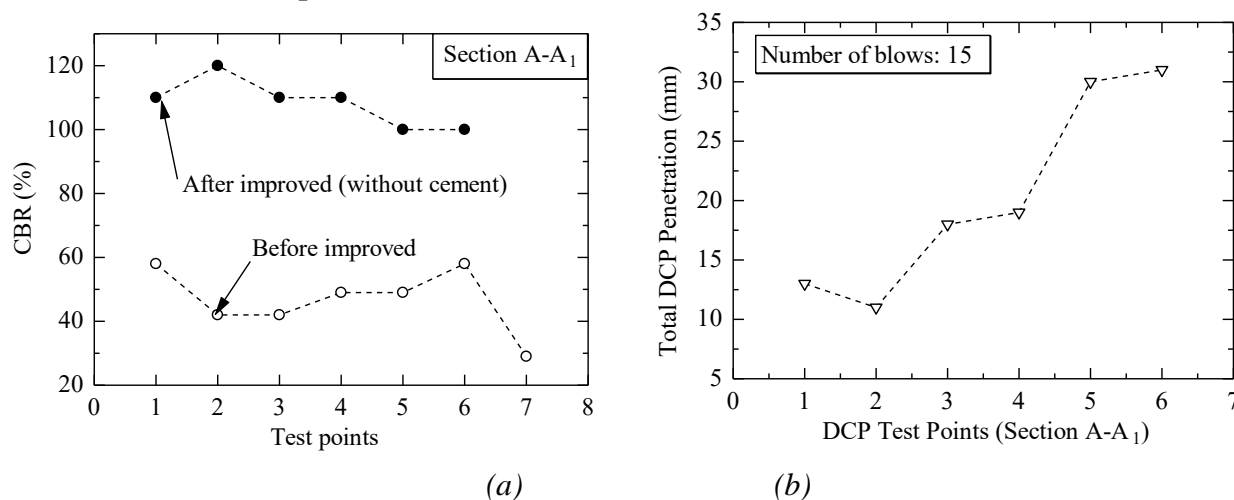 Section A-A1
120
100
80
60
40
20
CBR (%)
After improved (without cement)
Before improved
0 1 2 3 4 5 6 7 8
Test points
(a)
Number of blows: 15
35
30
25
20
15
10
5
Total DCP Penetration (mm)
0 1 2 3 4 5 6 7
DCP Test Points (Section A-A1)
(b)